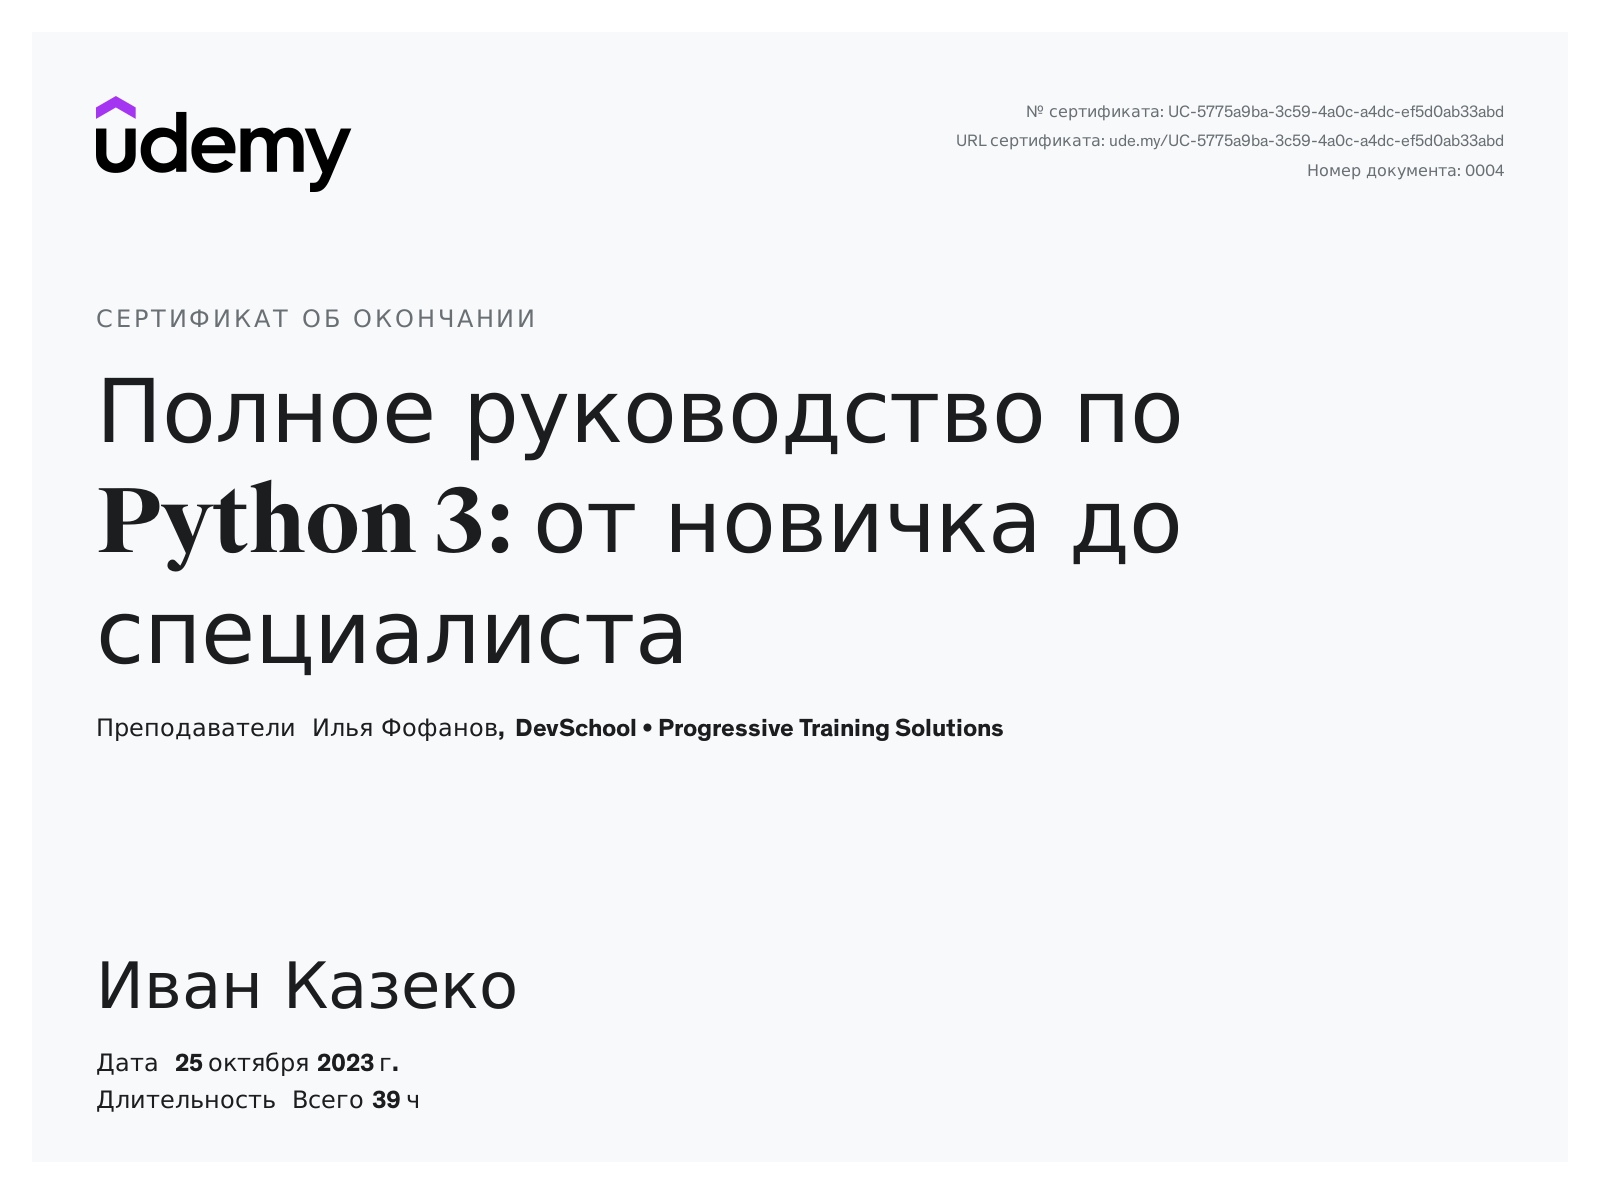 udemy
№ сертификата: UC-5775a9ba-3c59-4a0c-a4dc-ef5d0ab33abd
URL сертификата: ude.my/UC-5775a9ba-3c59-4a0c-a4dc-ef5d0ab33abd
Номер документа: 0004
СЕРТИФИКАТ ОБ ОКОНЧАНИИ
Полное руководство по
Python 3: от новичка до
специалиста
Преподаватели Илья Фофанов, DevSchool • Progressive Training Solutions
Иван Казеко
Дата 25 октября 2023 г.
Длительность Всего 39 ч